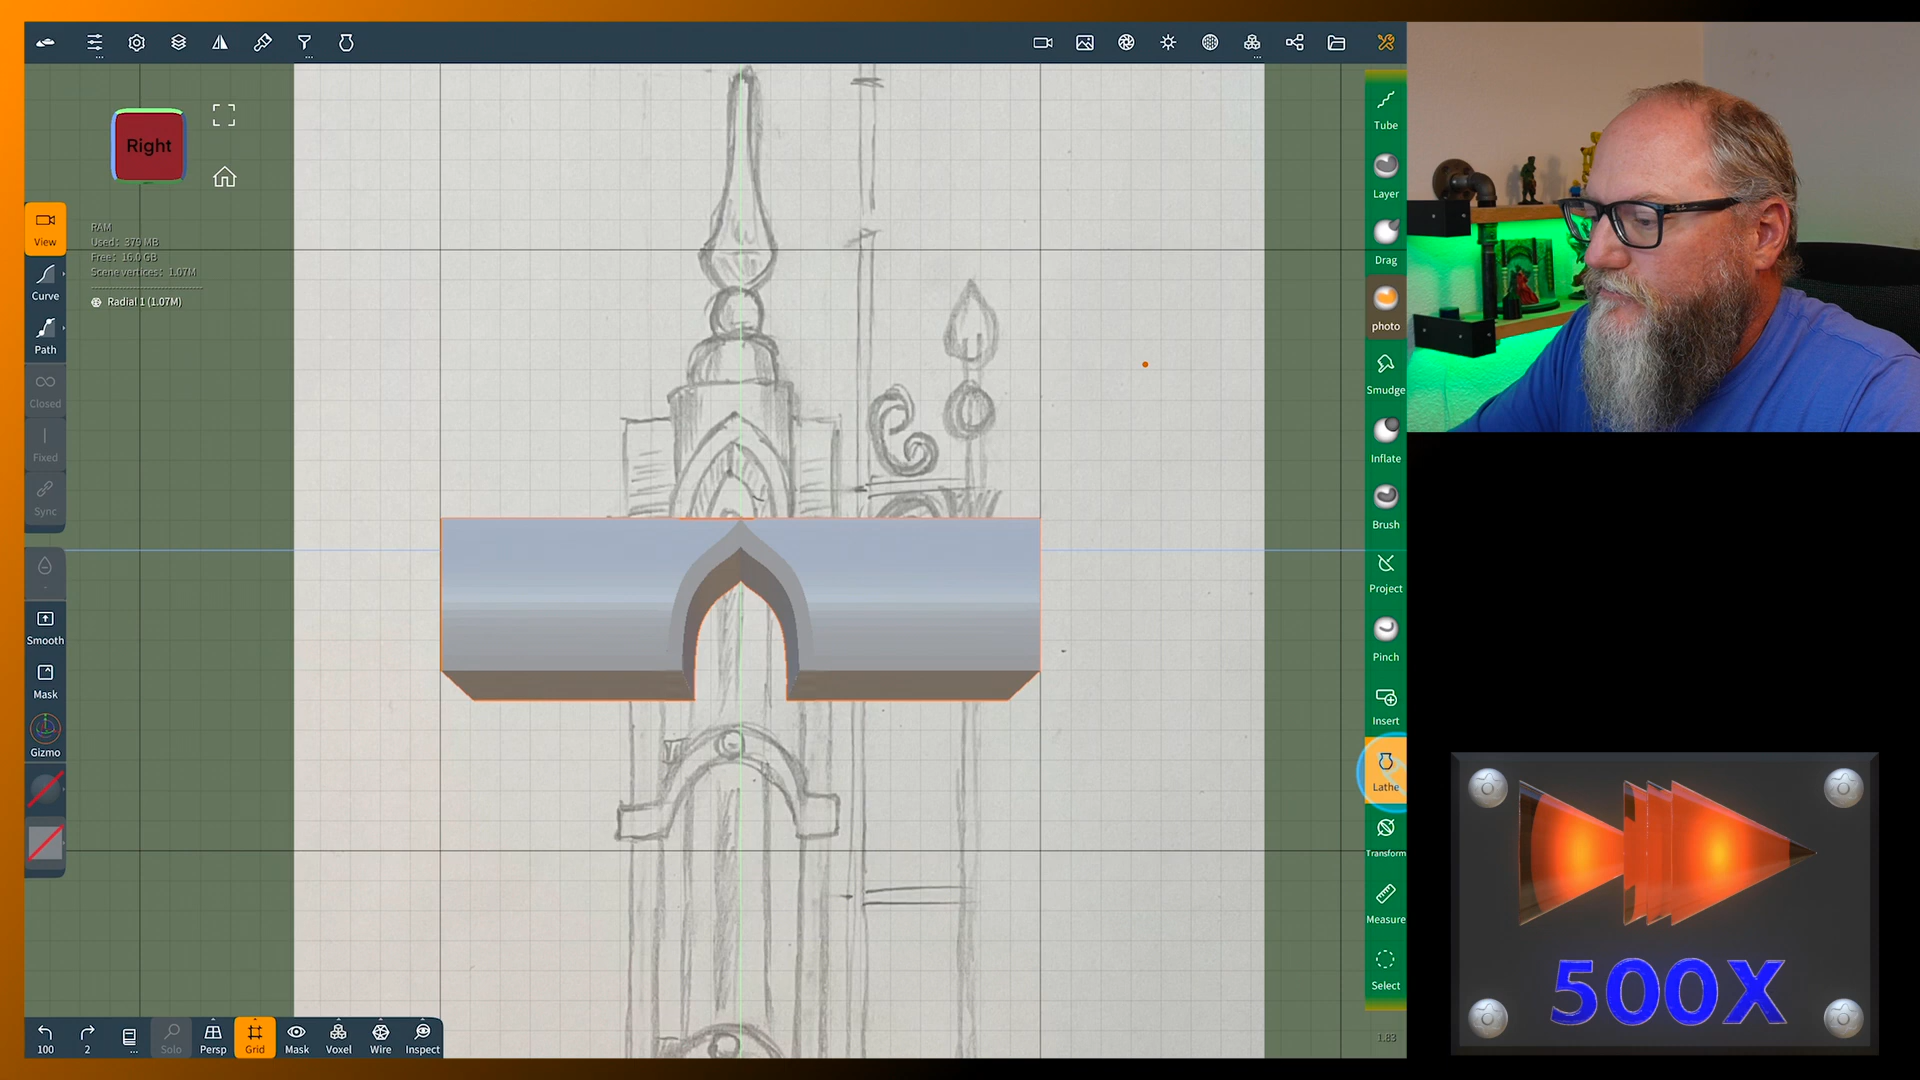 Right
RAM
Used: 379 MB
Free: 16.0 GB
Scene vertices: 1.07M
Radial 1 (1.07M)
View
Curve
Path
Closed
Fixed
Sync
Smooth
Mask
Gizmo
Tube
Layer
Drag
photo
Smudge
Inflate
Brush
Project
Pinch
Insert
Lathe
Transform
Measure
Select
1.83
100
2
Solo
Persp
Grid
Mask
Voxel
Wire
Inspect
500X